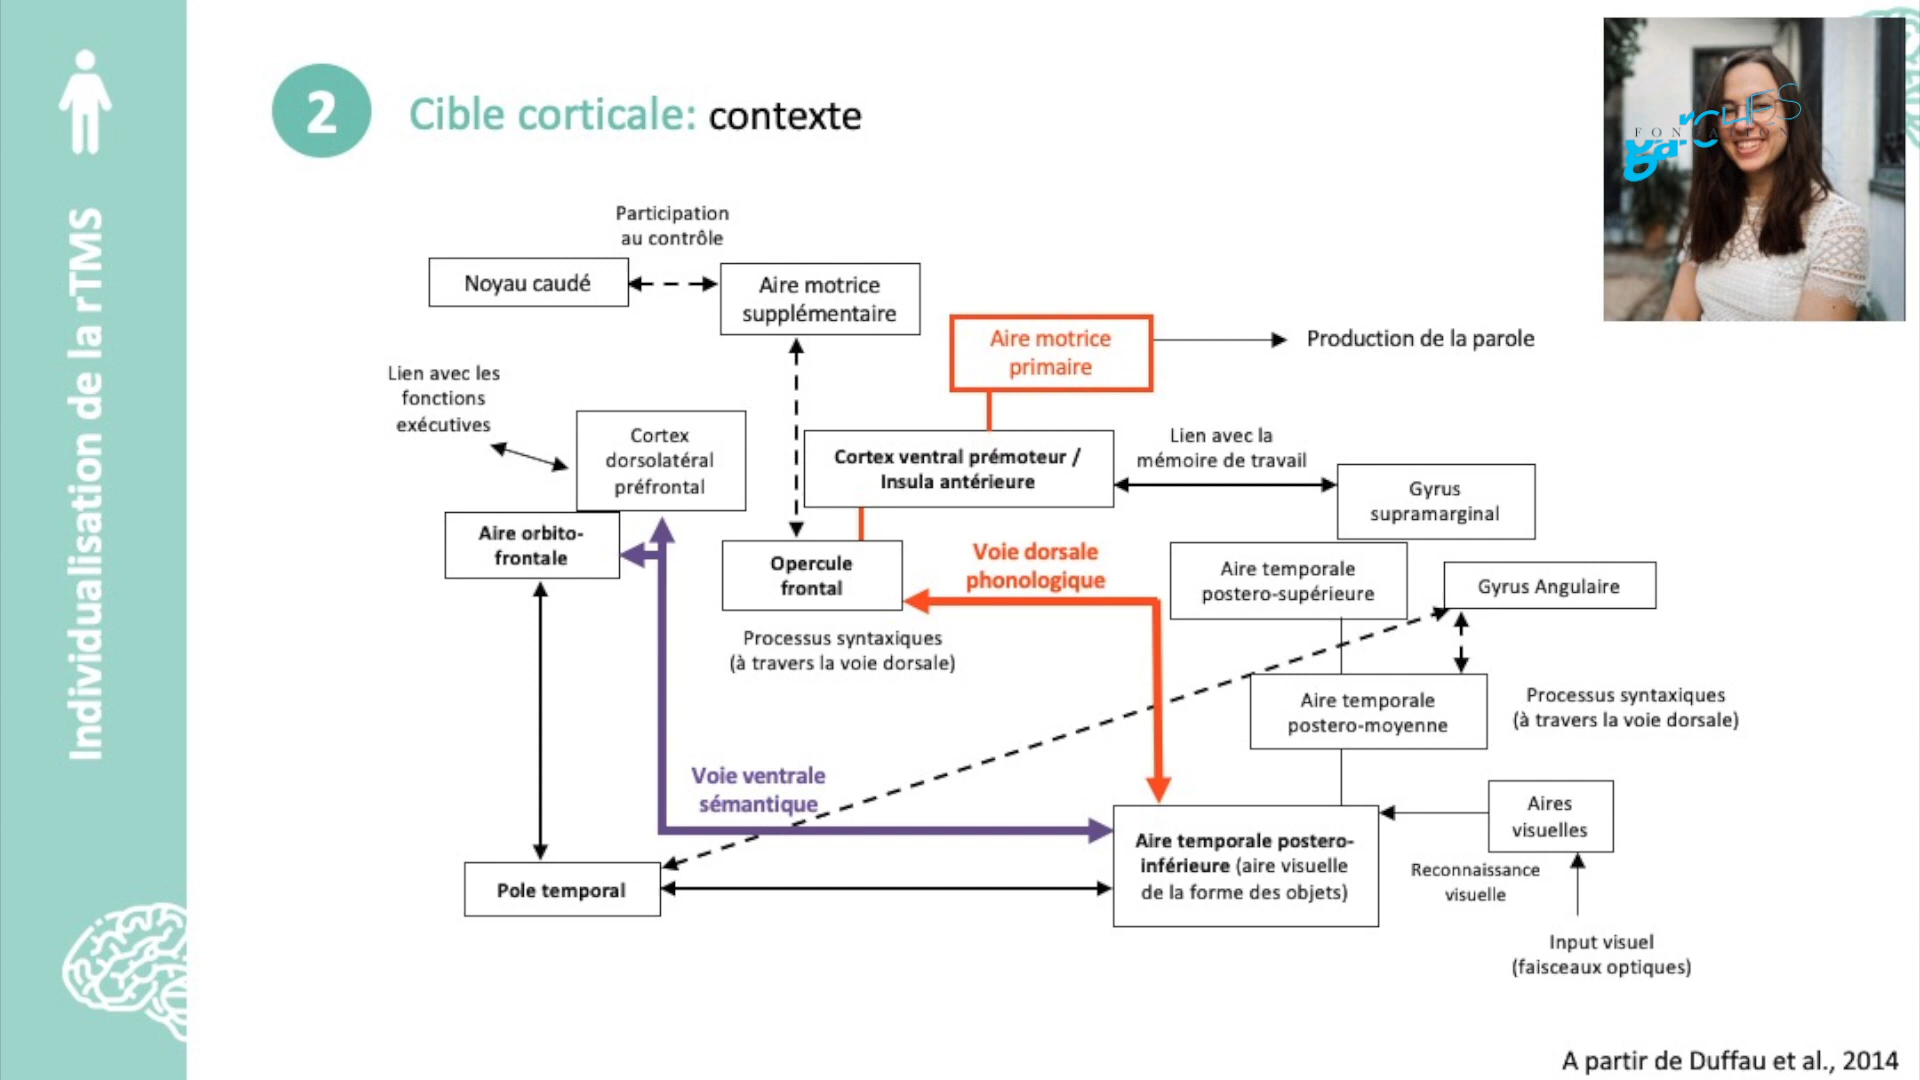 Individualisation de la rTMS
2
Cible corticale: contexte
FONDATION
garches
Participation
au contrôle
Noyau caudé
Aire motrice
supplémentaire
Aire motrice
primaire
Production de la parole
Lien avec les
fonctions
exécutives
Cortex
dorsolatéral
préfrontal
Cortex ventral prémoteur /
Insula antérieure
Lien avec la
mémoire de travail
Gyrus
supramarginal
Aire orbito-
frontale
Opercule
frontal
Voie dorsale
phonologique
Aire temporale
postero-supérieure
Gyrus Angulaire
Processus syntaxiques
(à travers la voie dorsale)
Aire temporale
postero-moyenne
Processus syntaxiques
(à travers la voie dorsale)
Voie ventrale
sémantique
Aires
visuelles
Aire temporale postero-
inférieure (aire visuelle
de la forme des objets)
Reconnaissance
visuelle
Pole temporal
Input visuel
(faisceaux optiques)
A partir de Duffau et al., 2014